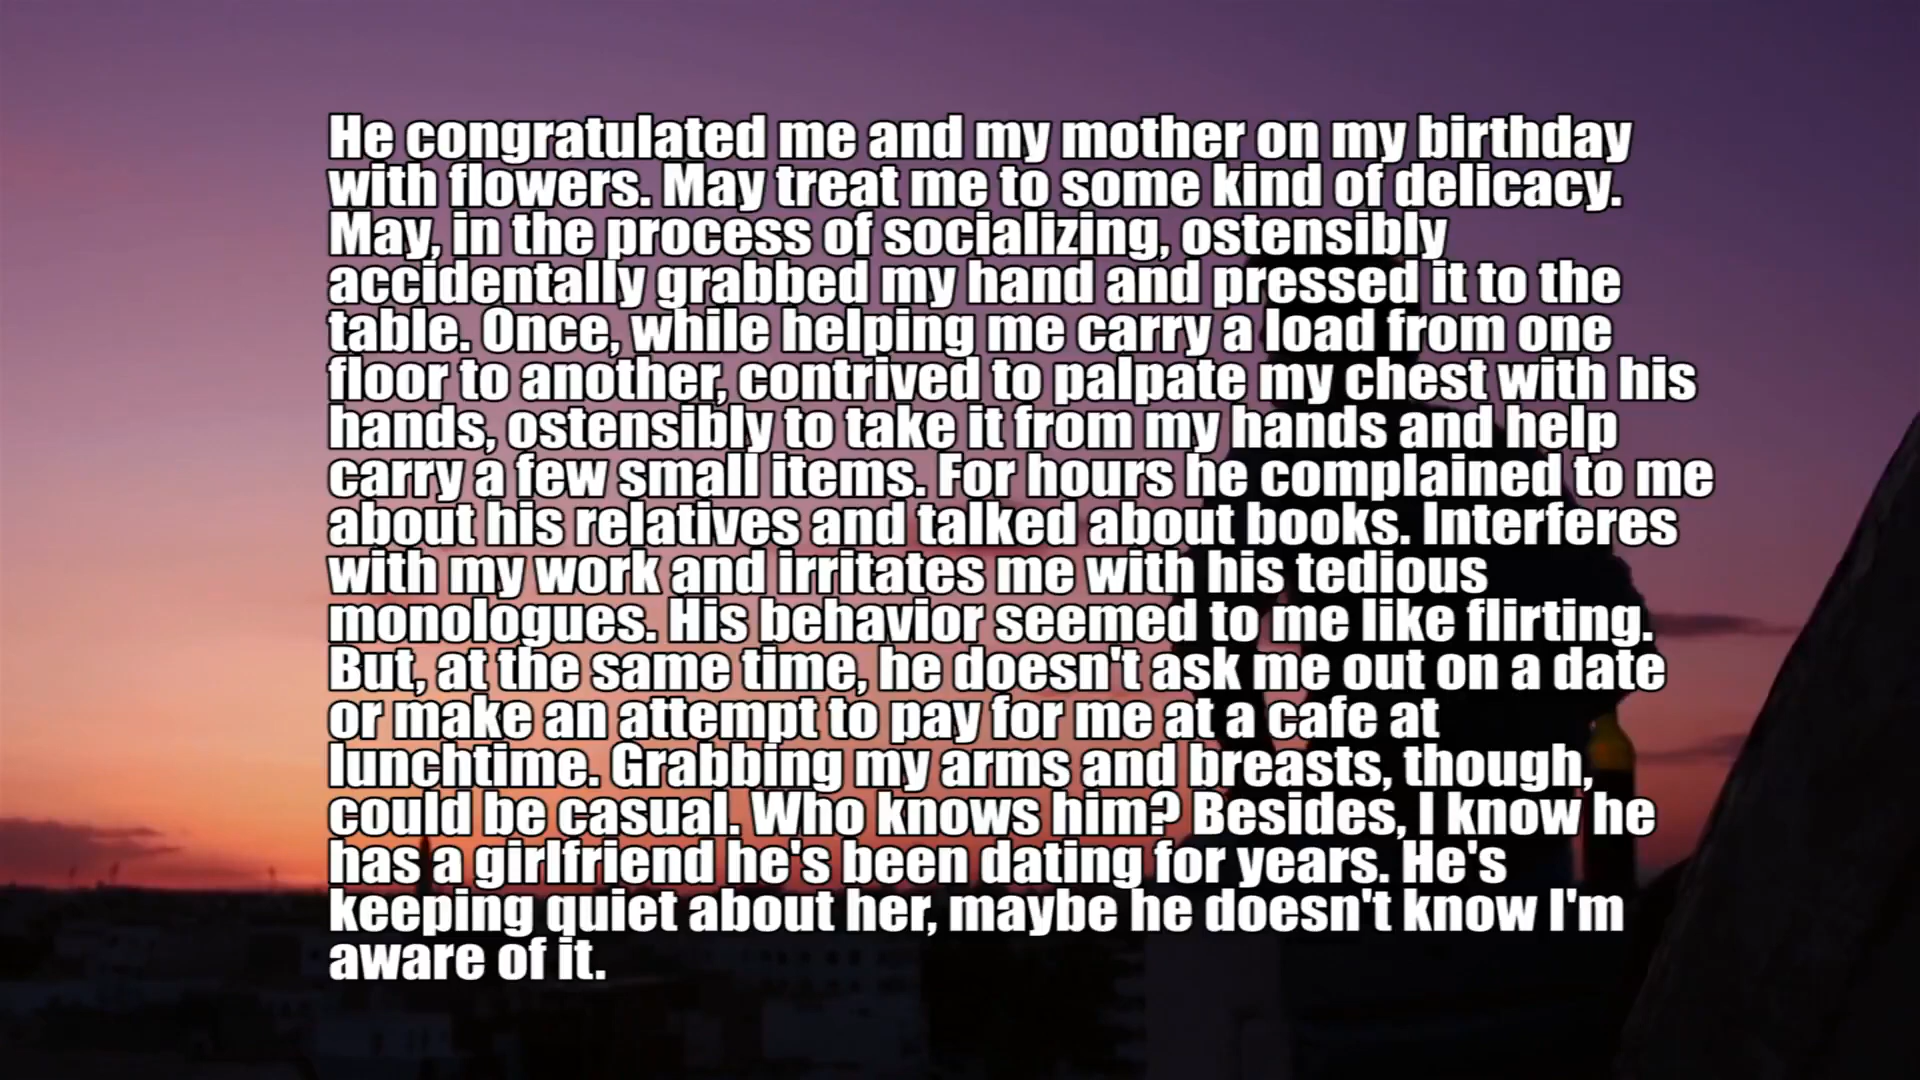 He congratulated me and my mother on my birthday
with flowers. May treat me to some kind of delicacy.
May, in the process of socializing, ostensibly
accidentally grabbed my hand and pressed it to the
table. Once, while helping me carry a load from one
floor to another, contrived to palpate my chest with his
hands, ostensibly to take it from my hands and help
carry a few small items. For hours he complained to me
about his relatives and talked about books. Interferes
with my work and irritates me with his tedious
monologues. His behavior seemed to me like flirting.
But, at the same time, he doesn't ask me out on a date
or make an attempt to pay for me at a cafe at
lunchtime. Grabbing my arms and breasts, though,
could be casual. Who knows him? Besides, I know he
has a girlfriend he's been dating for years. He's
keeping quiet about her, maybe he doesn't know I'm
aware of it.